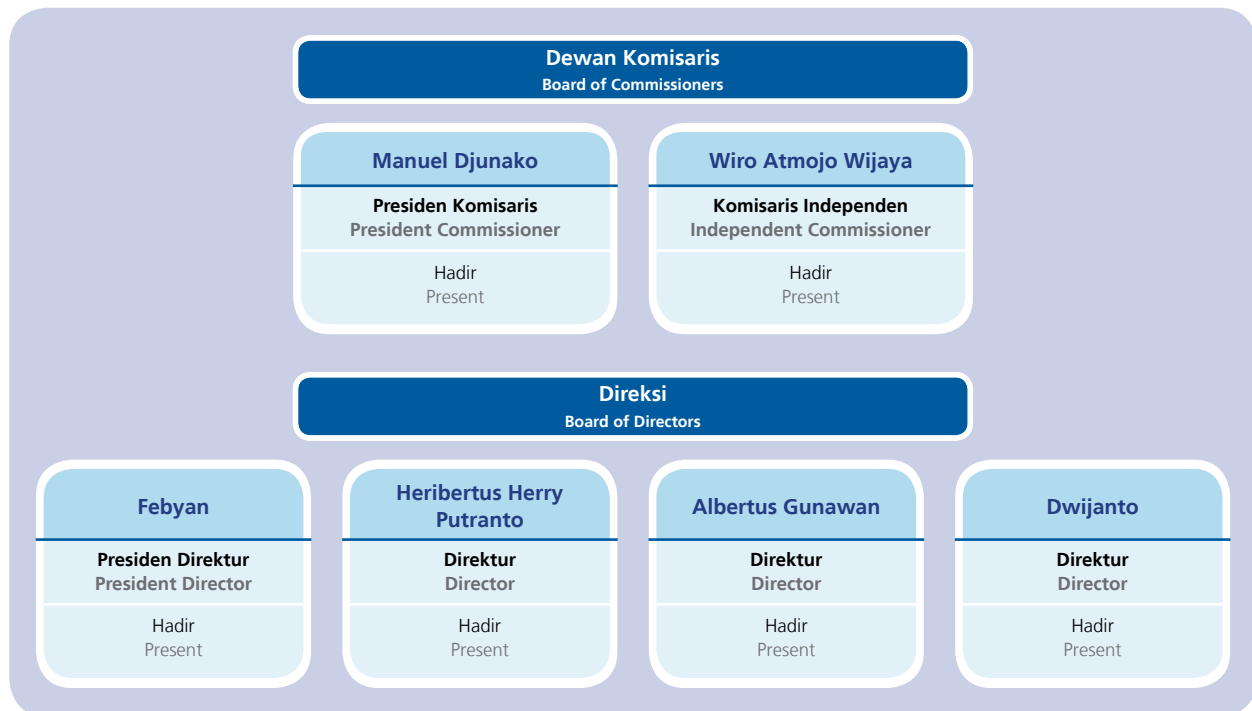 Dewan Komisaris
Board of Commissioners
Manuel Djunako
Presiden Komisaris
President Commissioner
Hadir
Present
Wiro Atmojo Wijaya
Komisaris Independen
Independent Commissioner
Hadir
Present
Direksi
Board of Directors
Febyan
Presiden Direktur
President Director
Hadir
Present
Heribertus Herry
Putranto
Direktur
Director
Hadir
Present
Albertus Gunawan
Direktur
Director
Hadir
Present
Dwijanto
Direktur
Director
Hadir
Present